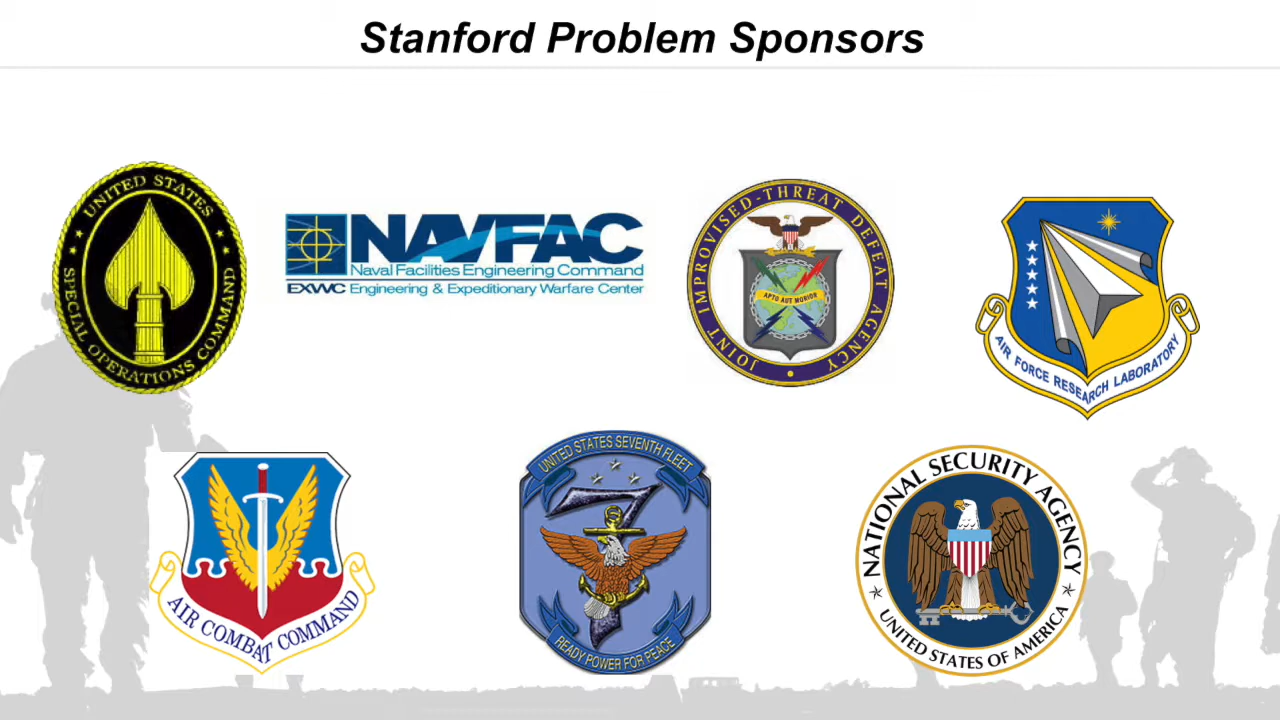 Stanford Problem Sponsors
UNITED STATES
SPECIAL OPERATIONS COMMAND
NAVFAC
Naval Facilities Engineering Command
EXWC Engineering & Expeditionary Warfare Center
JOINT IMPROVISED-THREAT DEFEAT AGENCY
APTO AUT MORIOR
AIR FORCE RESEARCH LABORATORY
AIR COMBAT COMMAND
UNITED STATES SEVENTH FLEET
7
READY POWER FOR PEACE
NATIONAL SECURITY AGENCY
UNITED STATES OF AMERICA